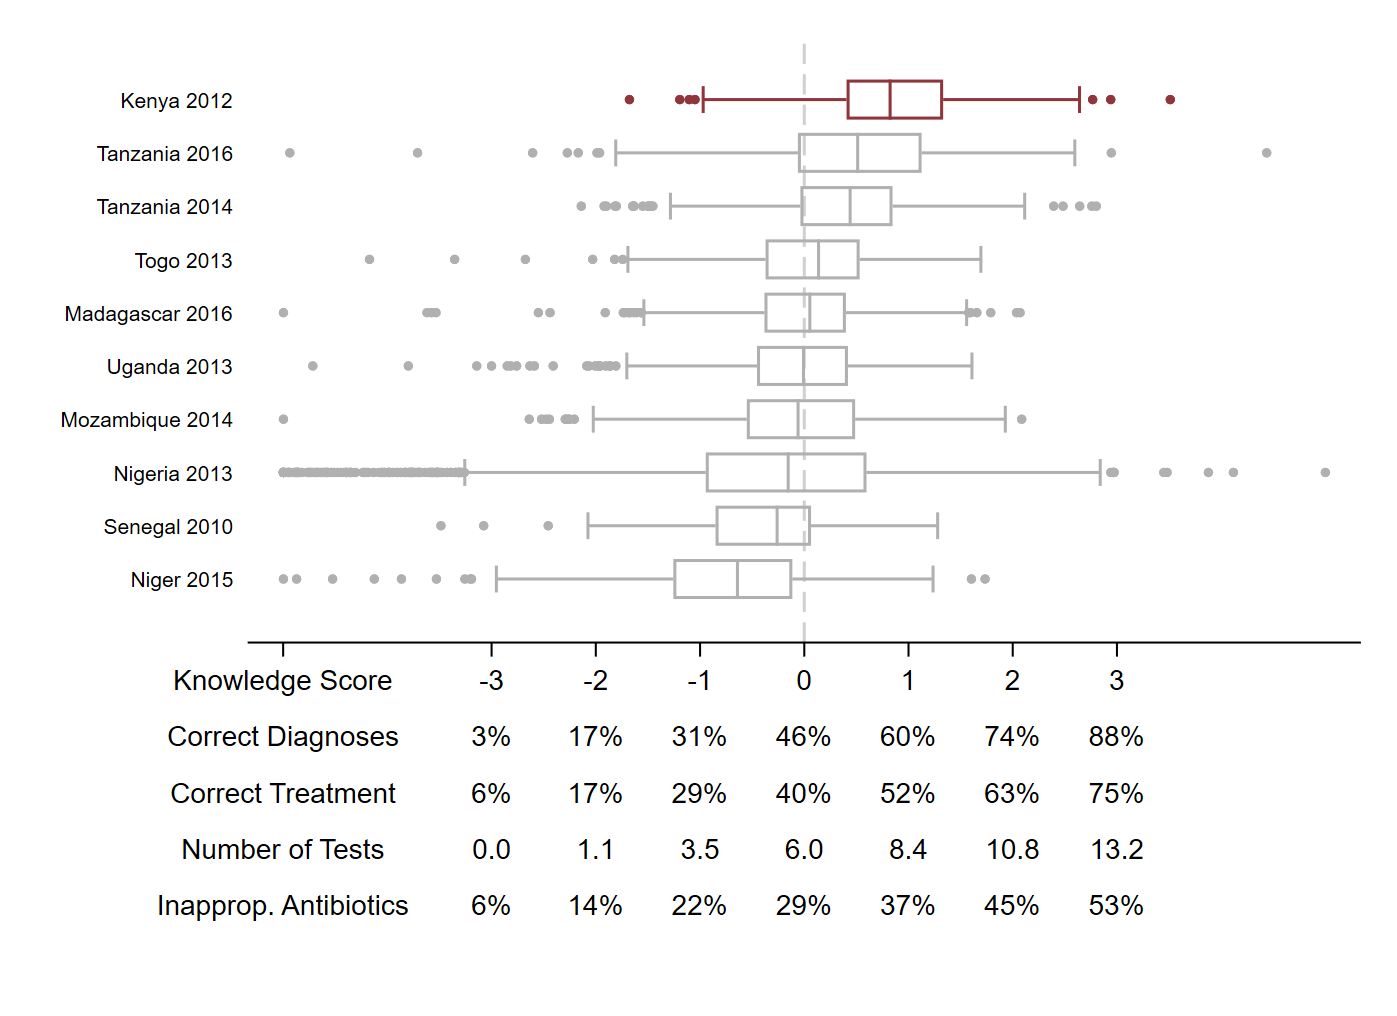 Kenya 2012
Tanzania 2016
Tanzania 2014
Togo 2013
Madagascar 2016
Uganda 2013
Mozambique 2014
Nigeria 2013
Senegal 2010
Niger 2015
Knowledge Score -3 -2 -1 0 1 2 3
Correct Diagnoses 3% 17% 31% 46% 60% 74% 88%
Correct Treatment 6% 17% 29% 40% 52% 63% 75%
Number of Tests 0.0 1.1 3.5 6.0 8.4 10.8 13.2
Inapprop. Antibiotics 6% 14% 22% 29% 37% 45% 53%